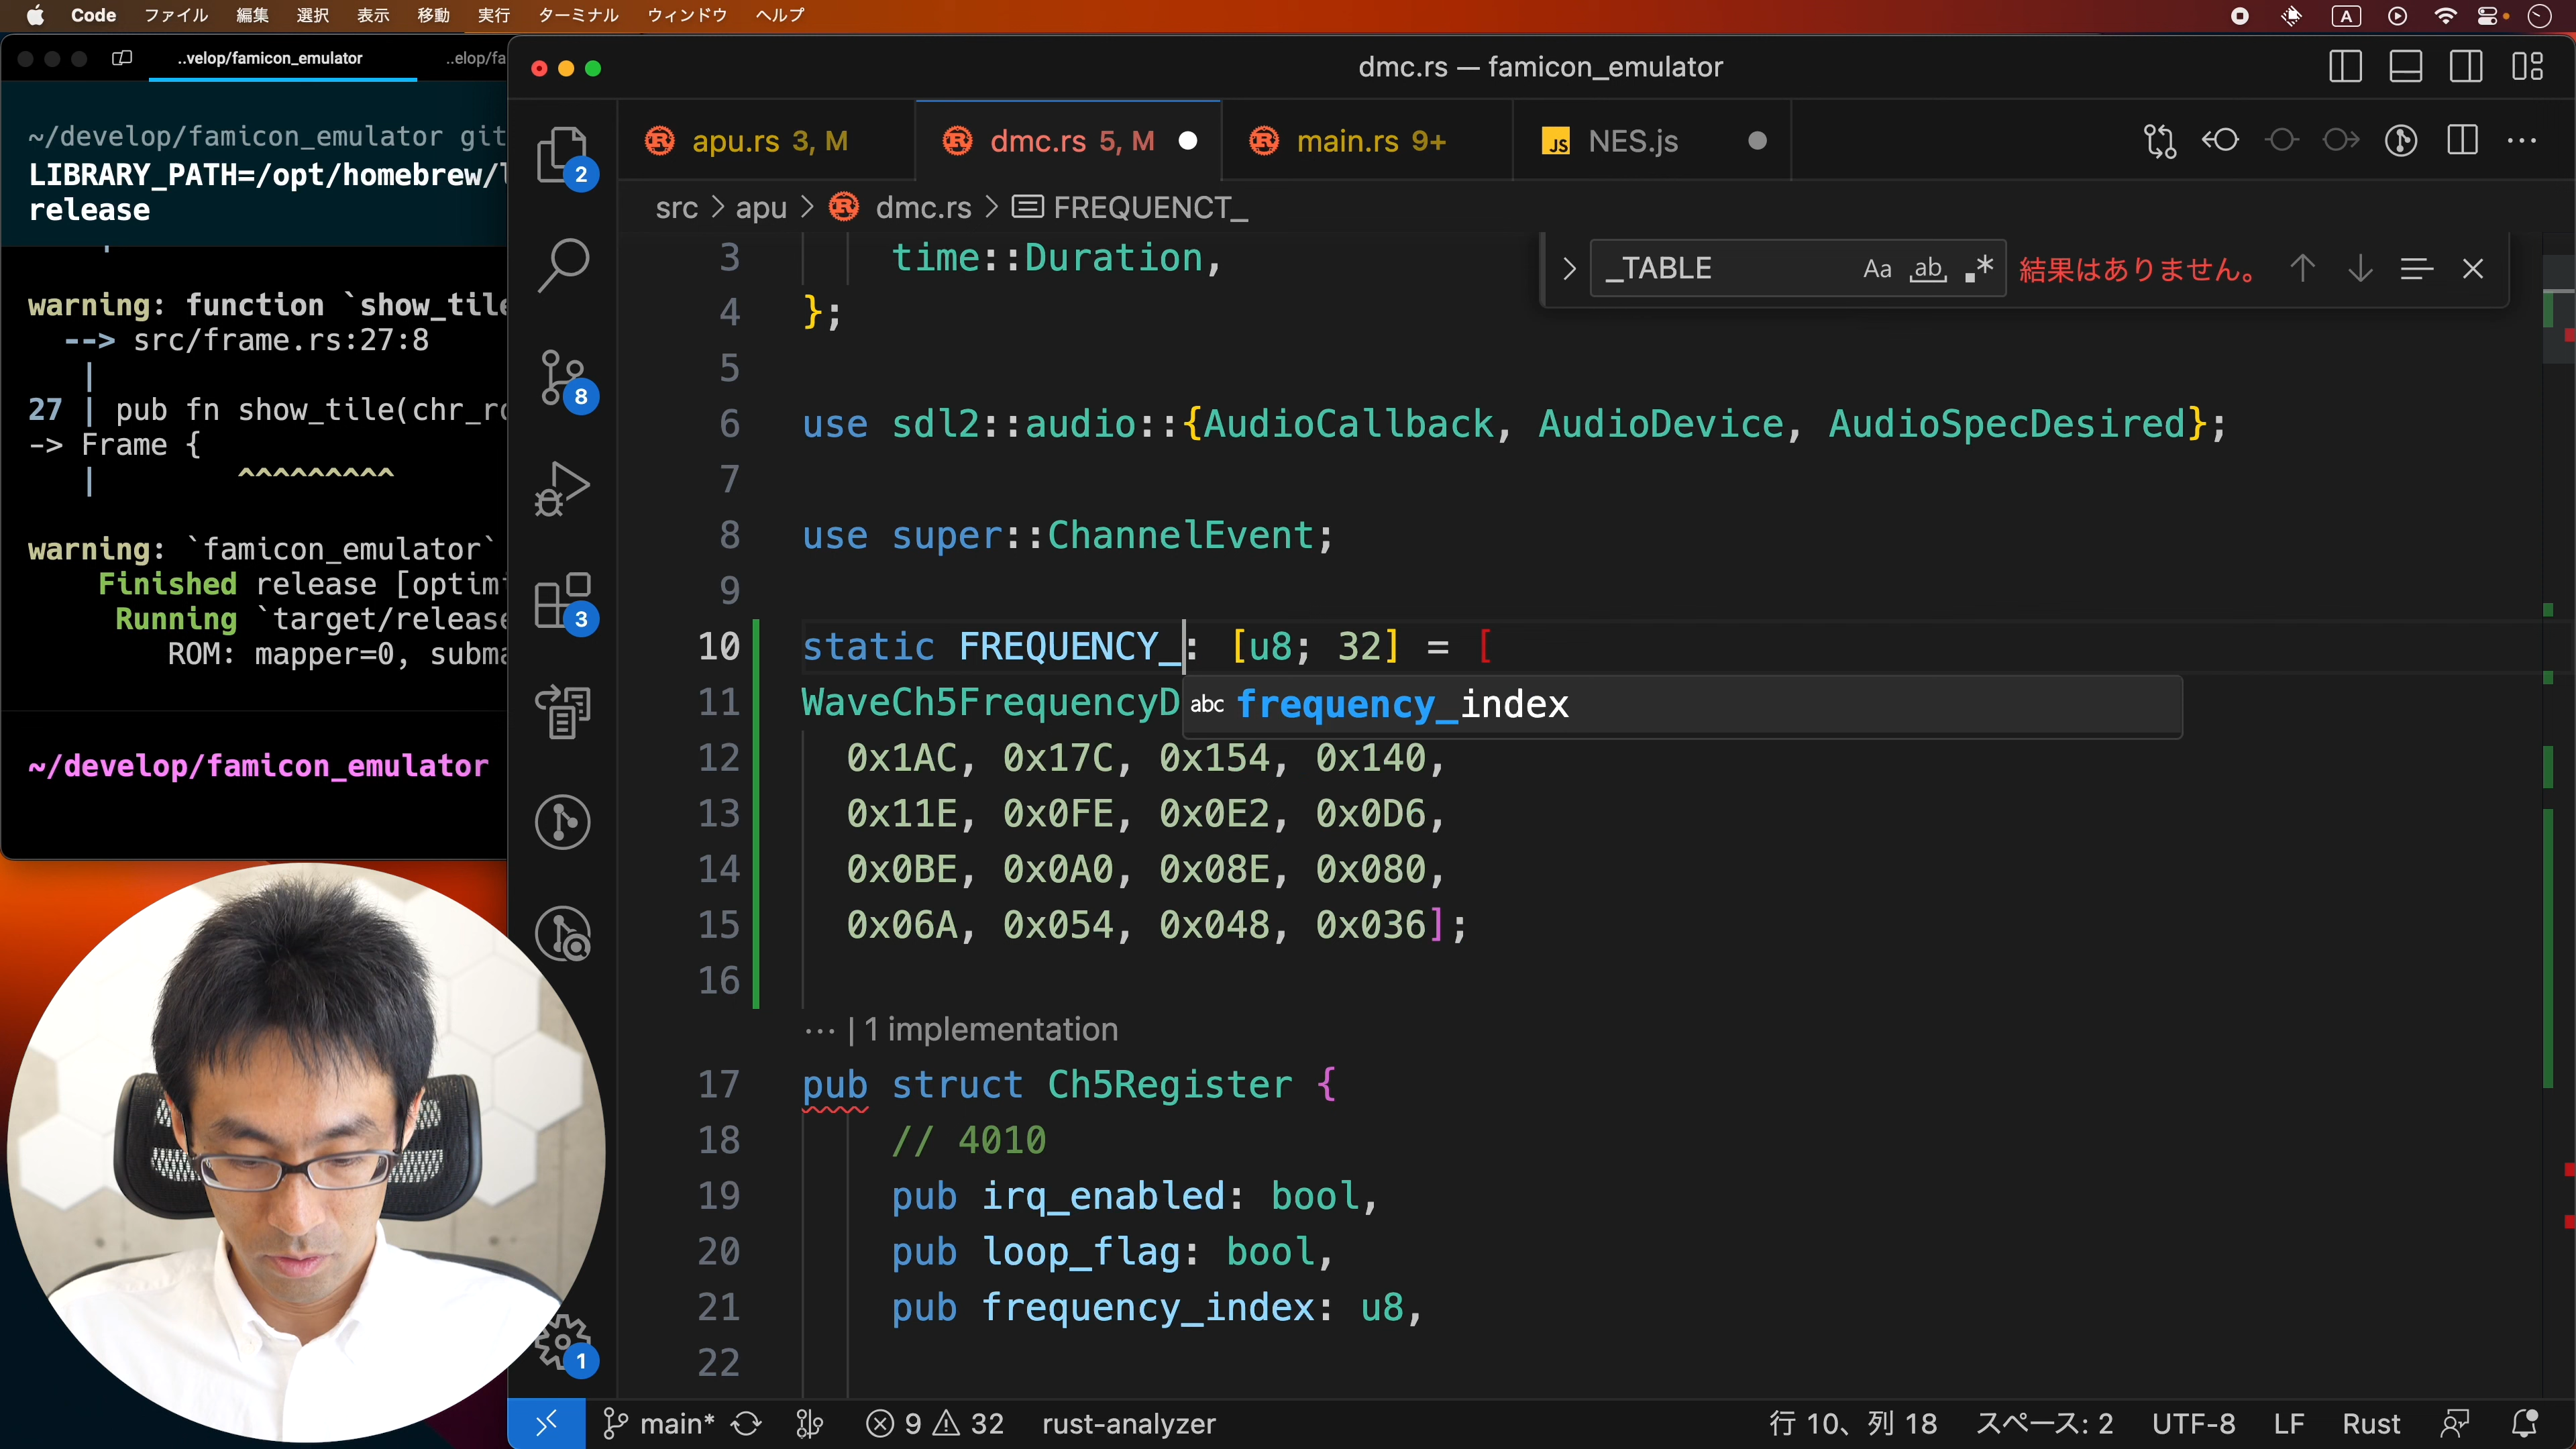 Code ファイル 編集 選択 表示 移動 実行 ターミナル ウィンドウ ヘルプ A
..velop/famicon_emulator ..elop/fa
~/develop/famicon_emulator git
LIBRARY_PATH=/opt/homebrew/l
release
warning: function `show_tile
--> src/frame.rs:27:8
|
27 | pub fn show_tile(chr_ro
-> Frame {
| ^^^^^^^^^
warning: `famicon_emulator`
Finished release [optimi
Running `target/release
ROM: mapper=0, subma
~/develop/famicon_emulator
dmc.rs — famicon_emulator
apu.rs 3, M dmc.rs 5, M main.rs 9+ JS NES.js
src > apu > dmc.rs > FREQUENCT_
_TABLE Aa ab .* 結果はありません。
2
8
3
1
3 time::Duration,
4 };
5
6 use sdl2::audio::{AudioCallback, AudioDevice, AudioSpecDesired};
7
8 use super::ChannelEvent;
9
10 static FREQUENCY_: [u8; 32] = [
11 WaveCh5FrequencyD
abc frequency_index
12 0x1AC, 0x17C, 0x154, 0x140,
13 0x11E, 0x0FE, 0x0E2, 0x0D6,
14 0x0BE, 0x0A0, 0x08E, 0x080,
15 0x06A, 0x054, 0x048, 0x036];
16
... | 1 implementation
17 pub struct Ch5Register {
18 // 4010
19 pub irq_enabled: bool,
20 pub loop_flag: bool,
21 pub frequency_index: u8,
22
main* 9 32 rust-analyzer 行 10、列 18 スペース: 2 UTF-8 LF Rust